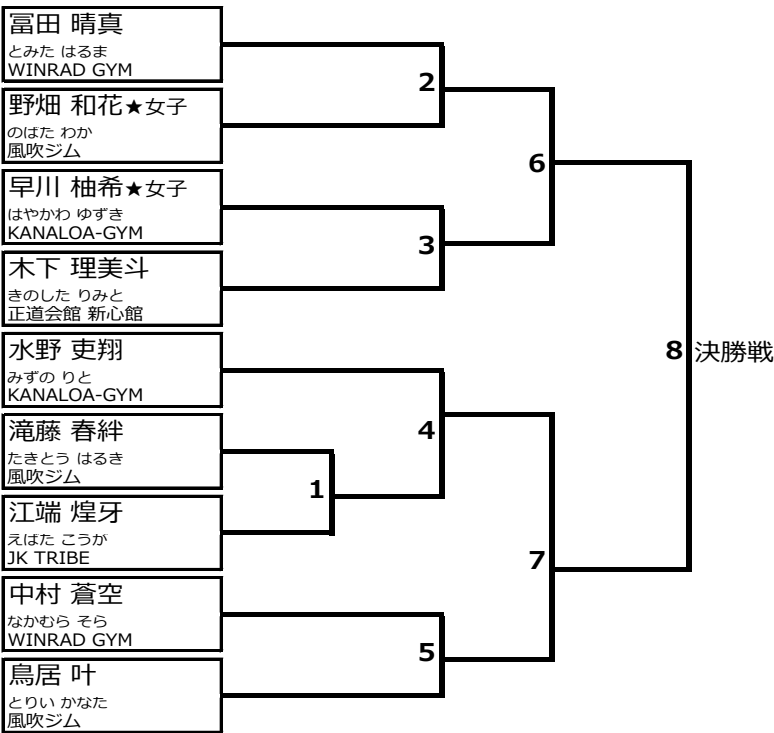 冨田 晴真
とみた はるま
WINRAD GYM
野畑 和花★女子
のばた わか
風吹ジム
早川 柚希★女子
はやかわ ゆずき
KANALOA-GYM
木下 理美斗
きのした りみと
正道会館 新心館
水野 吏翔
みずの りと
KANALOA-GYM
滝藤 春絆
たきとう はるき
風吹ジム
江端 煌牙
えばた こうが
JK TRIBE
中村 蒼空
なかむら そら
WINRAD GYM
鳥居 叶
とりい かなた
風吹ジム
2
3
1
4
5
6
7
8 決勝戦